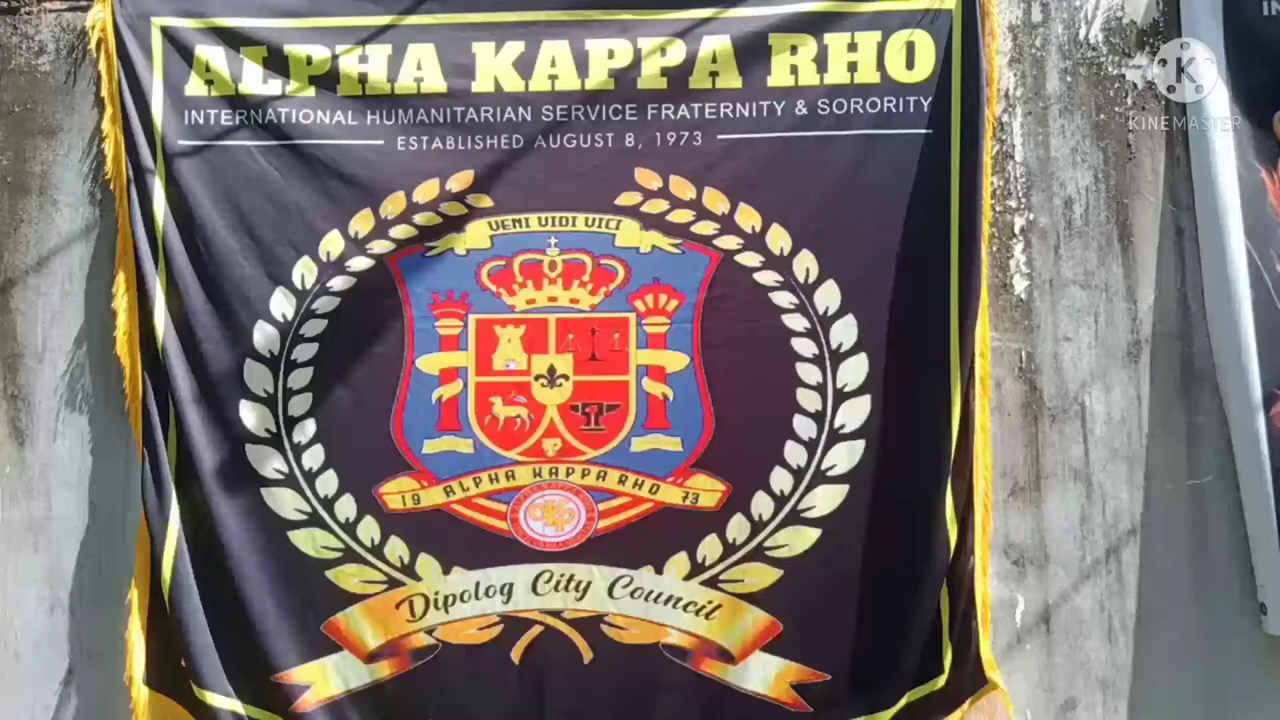 ALPHA KAPPA RHO
INTERNATIONAL HUMANITARIAN SERVICE FRATERNITY & SORORITY
ESTABLISHED AUGUST 8, 1973
VENI VIDI VICI
19 ALPHA KAPPA RHO 73
Dipolog City Council
K
KINEMASTER